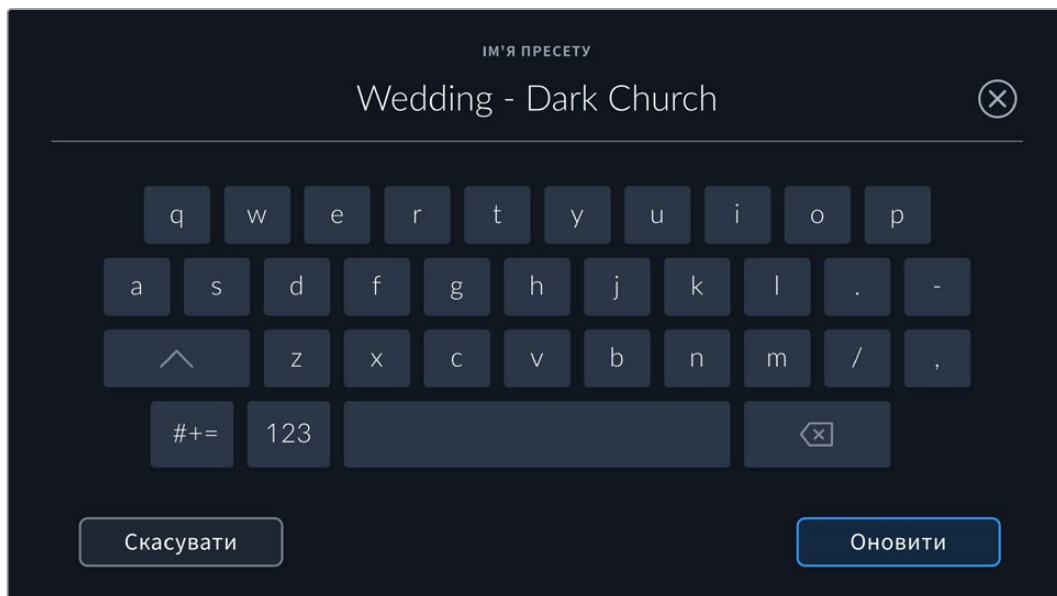 ІМ'Я ПРЕСЕТУ
Wedding - Dark Church
q w e r t y u i o p
a s d f g h j k l . -
z x c v b n m / ,
#+= 123
Скасувати Оновити